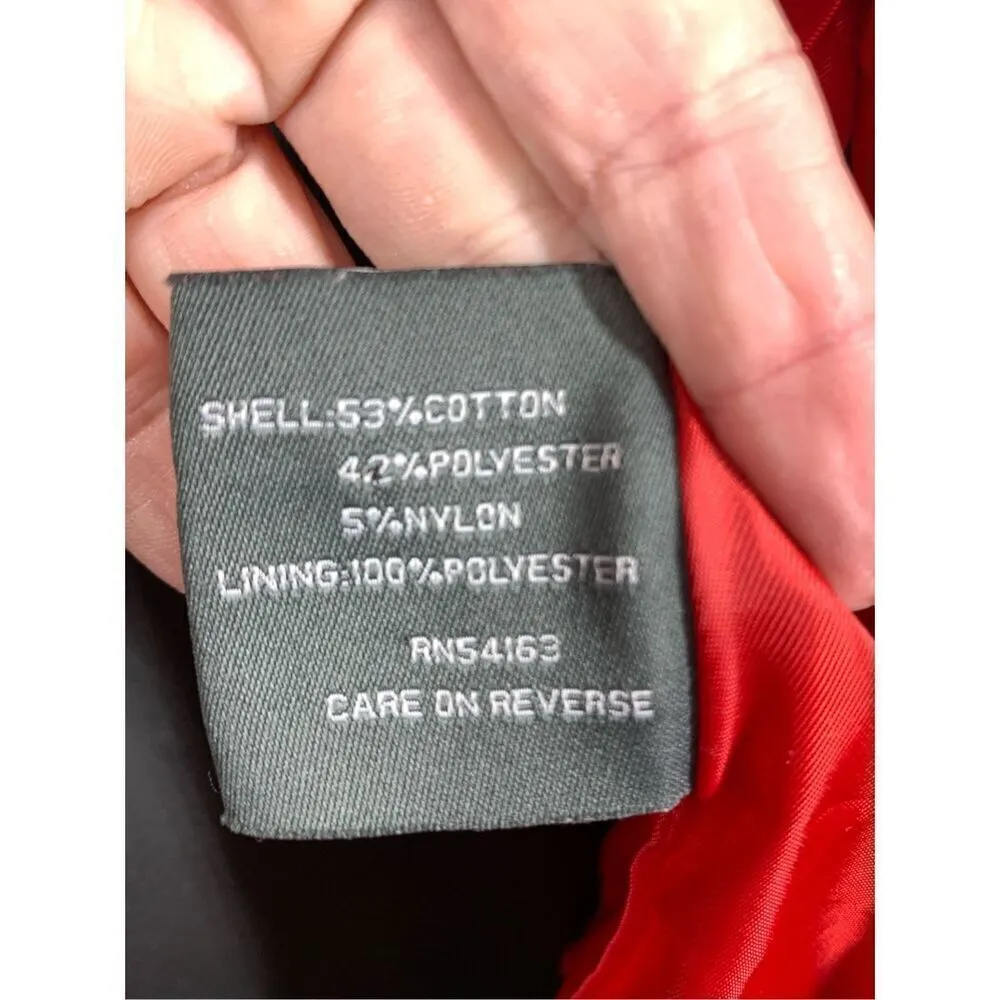 SHELL:53%COTTON
42%POLYESTER
5%NYLON
LINING:100%POLYESTER
RN54163
CARE ON REVERSE